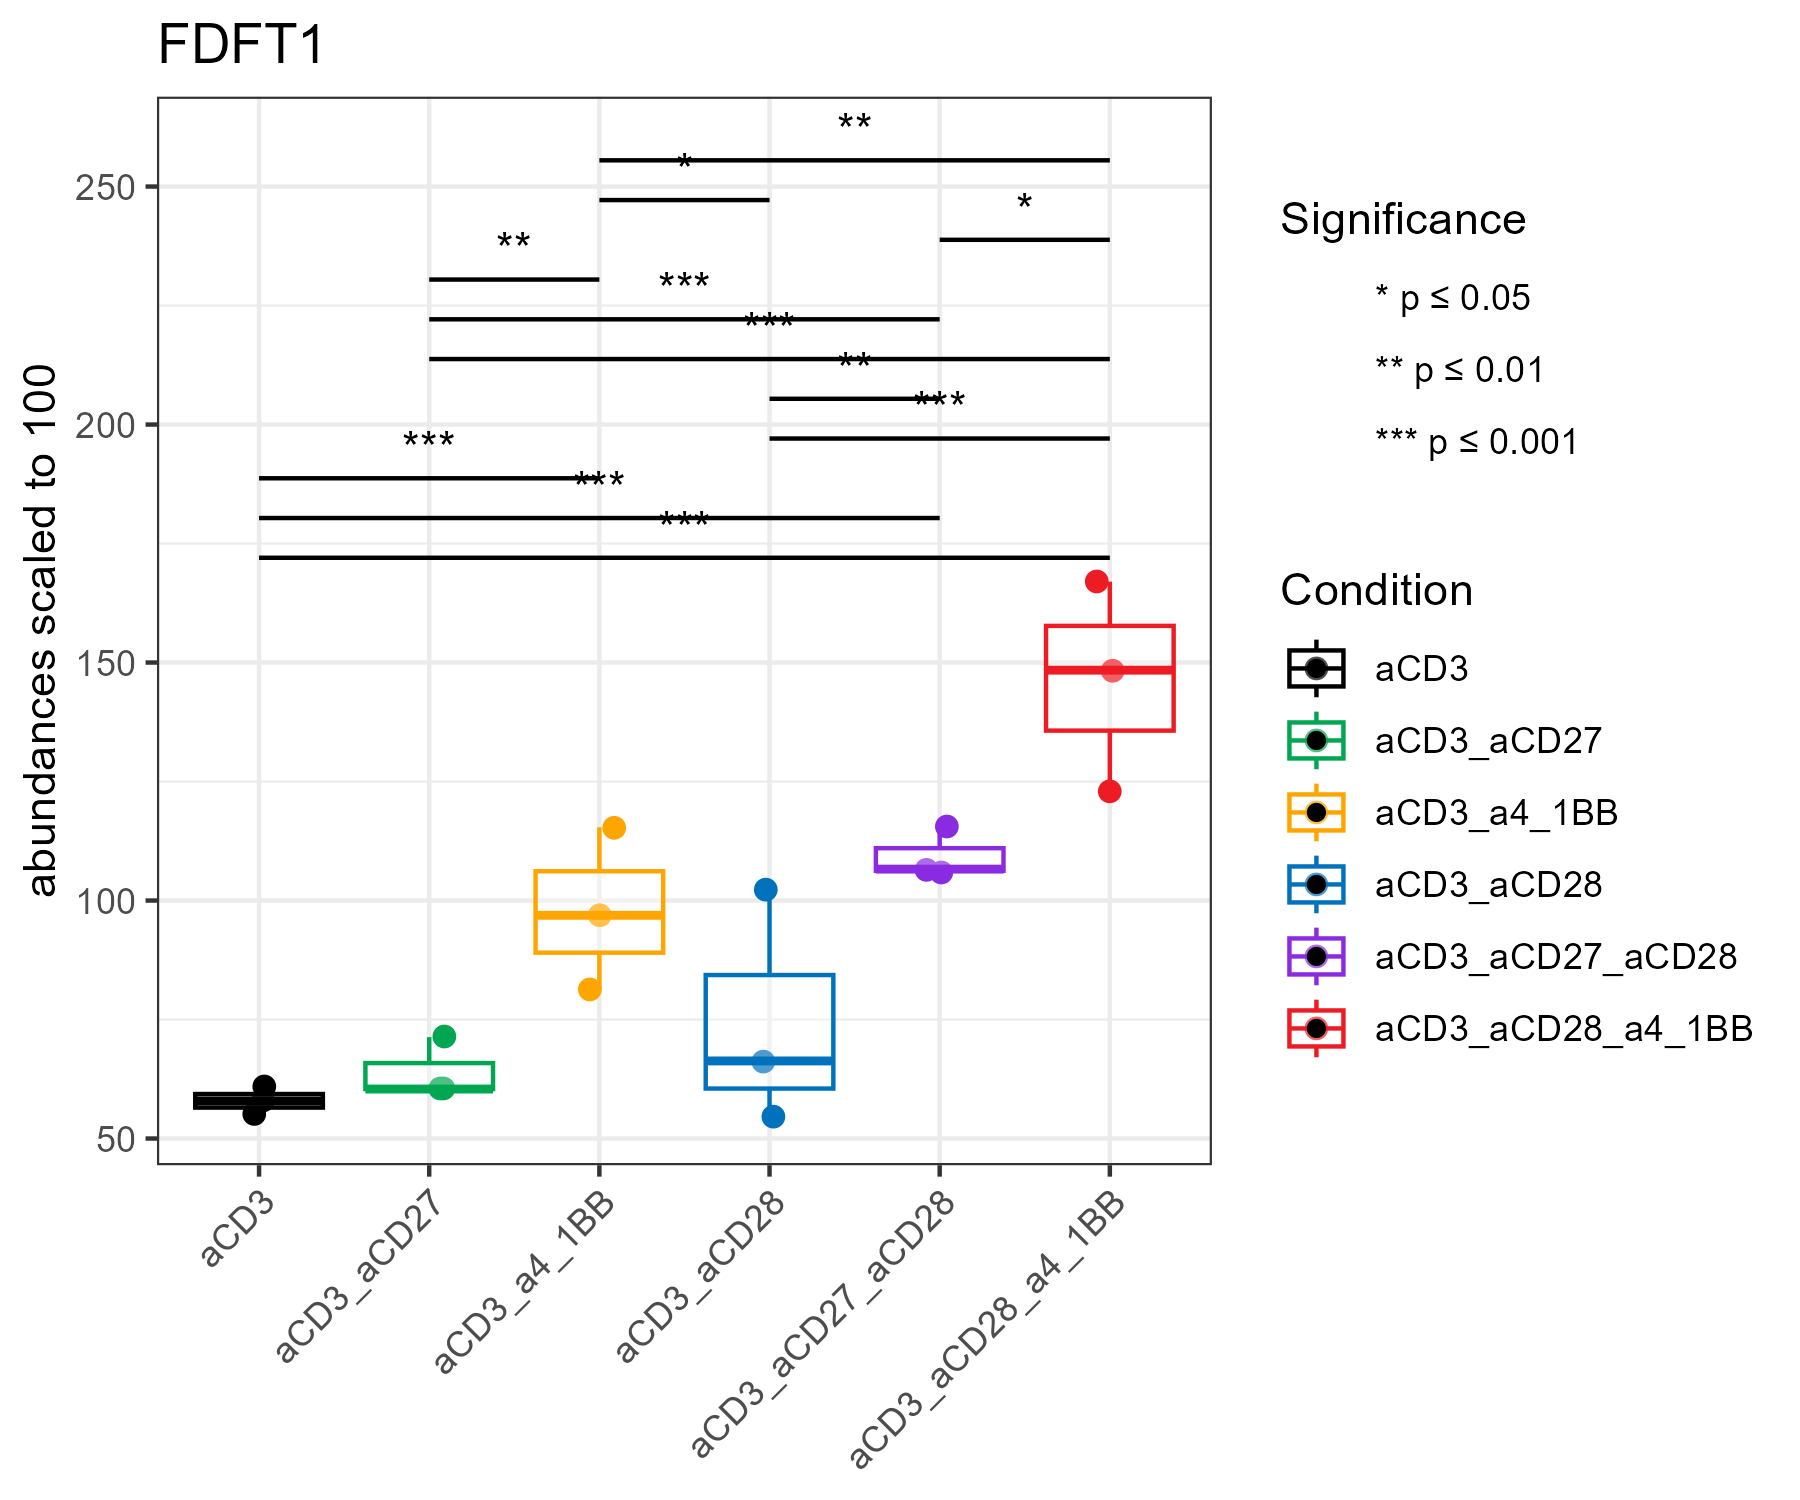 FDFT1
abundances scaled to 100
250
200
150
100
50
**
*
*
**
***
***
**
***
***
***
***
aCD3
aCD3_aCD27
aCD3_a4_1BB
aCD3_aCD28
aCD3_aCD27_aCD28
aCD3_aCD28_a4_1BB
Significance
* p ≤ 0.05
** p ≤ 0.01
*** p ≤ 0.001
Condition
aCD3
aCD3_aCD27
aCD3_a4_1BB
aCD3_aCD28
aCD3_aCD27_aCD28
aCD3_aCD28_a4_1BB